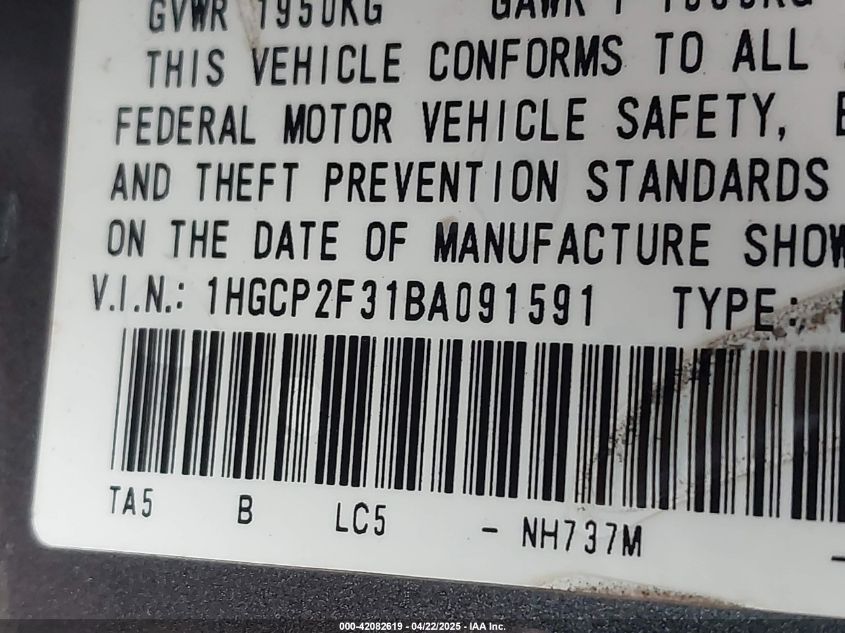 GVWR 1950KG GAWR F
THIS VEHICLE CONFORMS TO ALL
FEDERAL MOTOR VEHICLE SAFETY,
AND THEFT PREVENTION STANDARDS
ON THE DATE OF MANUFACTURE SHOW
V.I.N.: 1HGCP2F31BA091591 TYPE:
TA5 B LC5 - NH737M -
000-42082619 - 04/22/2025 - IAA Inc.